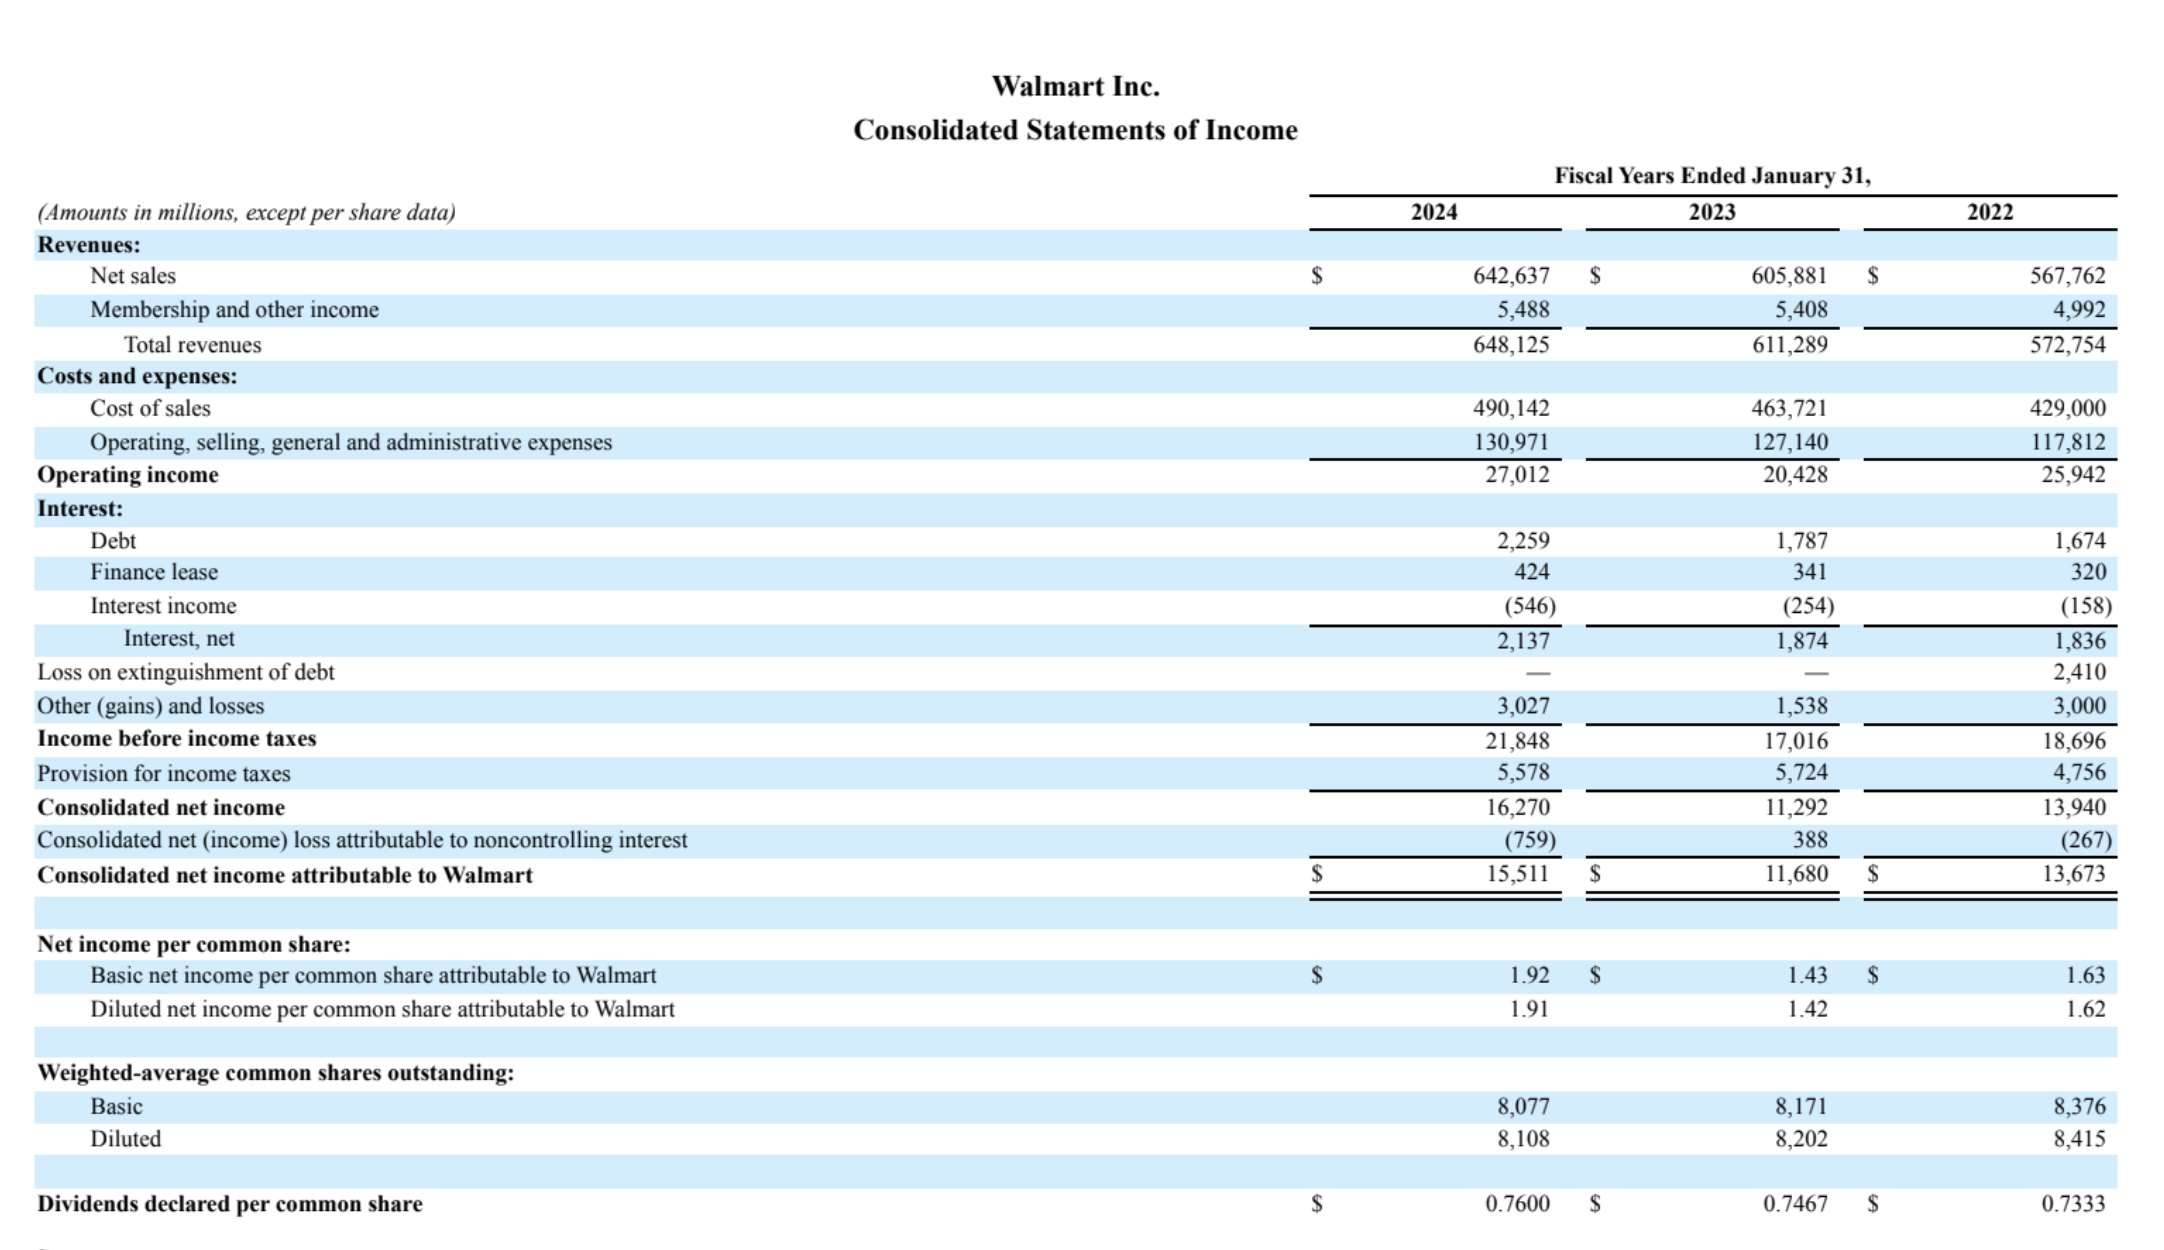 Walmart Inc.
Consolidated Statements of Income
Fiscal Years Ended January 31,
(Amounts in millions, except per share data) 2024 2023 2022
Revenues:
Net sales $ 642,637 $ 605,881 $ 567,762
Membership and other income 5,488 5,408 4,992
Total revenues 648,125 611,289 572,754
Costs and expenses:
Cost of sales 490,142 463,721 429,000
Operating, selling, general and administrative expenses 130,971 127,140 117,812
Operating income 27,012 20,428 25,942
Interest:
Debt 2,259 1,787 1,674
Finance lease 424 341 320
Interest income (546) (254) (158)
Interest, net 2,137 1,874 1,836
Loss on extinguishment of debt — — 2,410
Other (gains) and losses 3,027 1,538 3,000
Income before income taxes 21,848 17,016 18,696
Provision for income taxes 5,578 5,724 4,756
Consolidated net income 16,270 11,292 13,940
Consolidated net (income) loss attributable to noncontrolling interest (759) 388 (267)
Consolidated net income attributable to Walmart $ 15,511 $ 11,680 $ 13,673
Net income per common share:
Basic net income per common share attributable to Walmart $ 1.92 $ 1.43 $ 1.63
Diluted net income per common share attributable to Walmart 1.91 1.42 1.62
Weighted-average common shares outstanding:
Basic 8,077 8,171 8,376
Diluted 8,108 8,202 8,415
Dividends declared per common share $ 0.7600 $ 0.7467 $ 0.7333